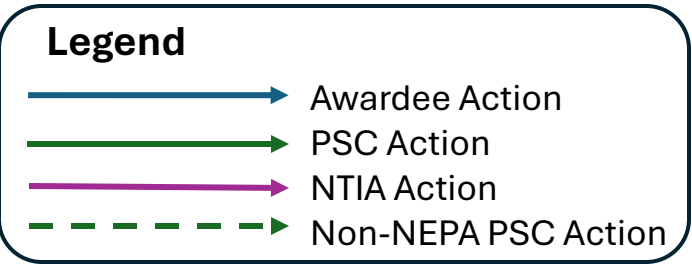 Legend
Awardee Action
PSC Action
NTIA Action
Non-NEPA PSC Action